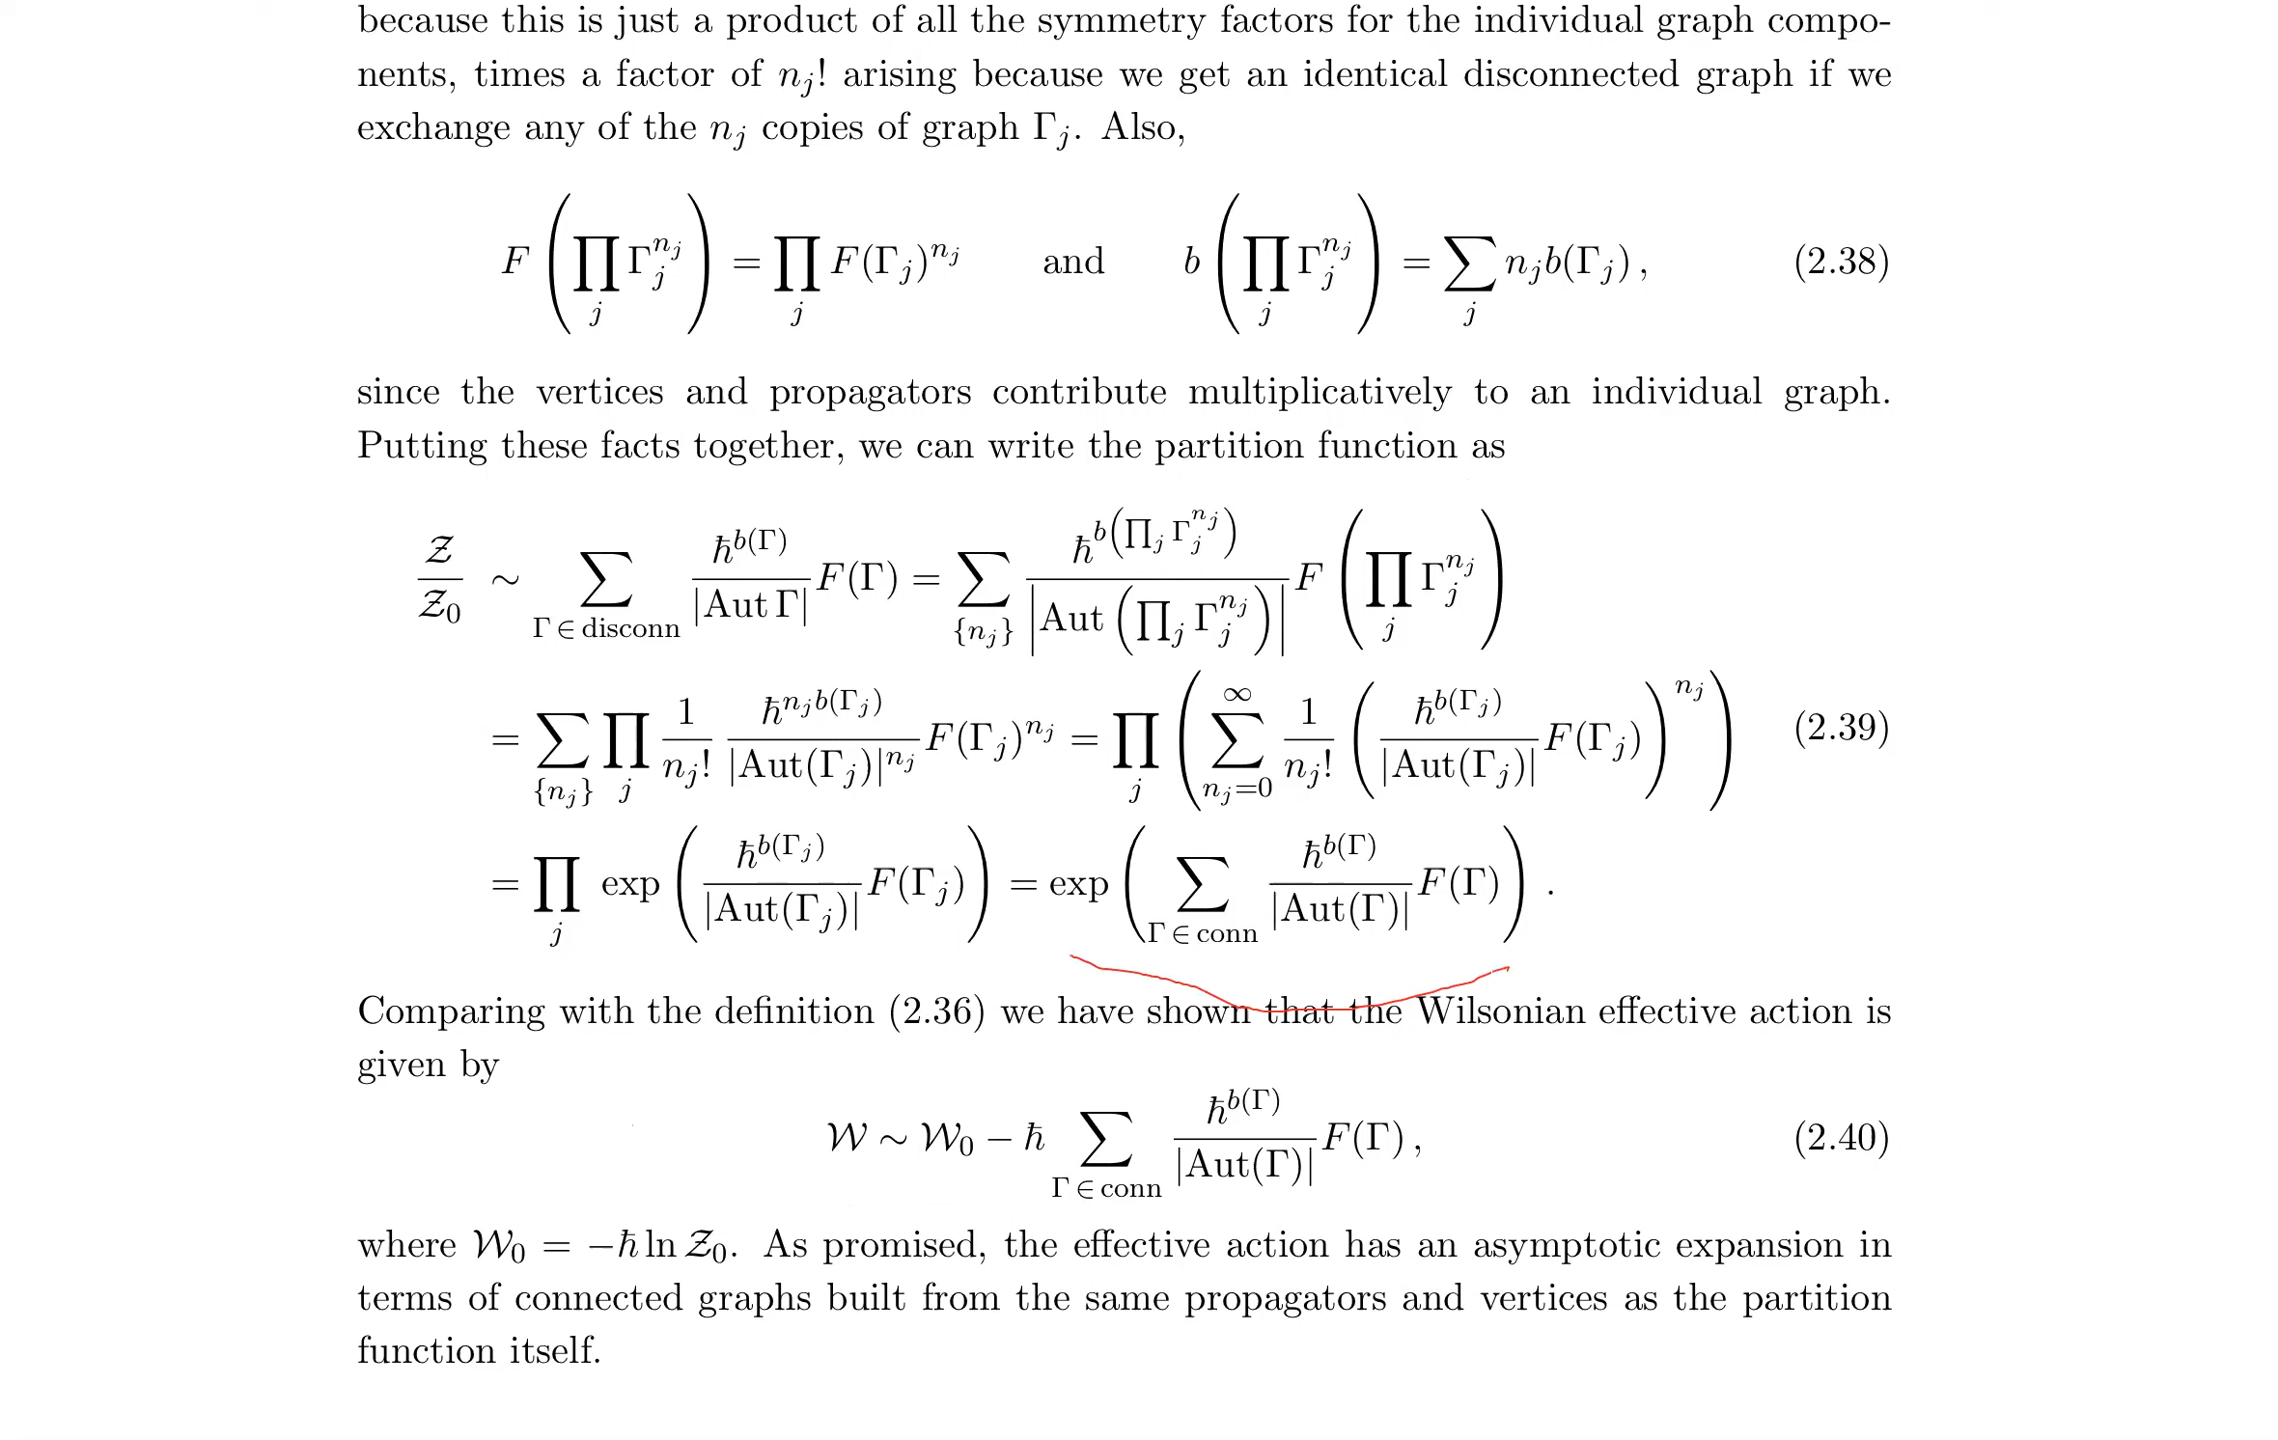 because this is just a product of all the symmetry factors for the individual graph compo-
nents, times a factor of n_j! arising because we get an identical disconnected graph if we
exchange any of the n_j copies of graph Γ_j. Also,
F(∏_j Γ_j^{n_j}) = ∏_j F(Γ_j)^{n_j} and b(∏_j Γ_j^{n_j}) = ∑_j n_j b(Γ_j) , (2.38)
since the vertices and propagators contribute multiplicatively to an individual graph.
Putting these facts together, we can write the partition function as
𝒵/𝒵_0 ∼ ∑_{Γ ∈ disconn} ħ^{b(Γ)}/|Aut Γ| F(Γ) = ∑_{{n_j}} ħ^{b(∏_j Γ_j^{n_j})}/|Aut (∏_j Γ_j^{n_j})| F(∏_j Γ_j^{n_j})
= ∑_{{n_j}} ∏_j 1/n_j! ħ^{n_j b(Γ_j)}/|Aut(Γ_j)|^{n_j} F(Γ_j)^{n_j} = ∏_j (∑_{n_j=0}^{∞} 1/n_j! (ħ^{b(Γ_j)}/|Aut(Γ_j)| F(Γ_j))^{n_j}) (2.39)
= ∏_j exp(ħ^{b(Γ_j)}/|Aut(Γ_j)| F(Γ_j)) = exp(∑_{Γ ∈ conn} ħ^{b(Γ)}/|Aut(Γ)| F(Γ)) .
Comparing with the definition (2.36) we have shown that the Wilsonian effective action is
given by
𝒲 ∼ 𝒲_0 − ħ ∑_{Γ ∈ conn} ħ^{b(Γ)}/|Aut(Γ)| F(Γ) , (2.40)
where 𝒲_0 = −ħ ln 𝒵_0. As promised, the effective action has an asymptotic expansion in
terms of connected graphs built from the same propagators and vertices as the partition
function itself.